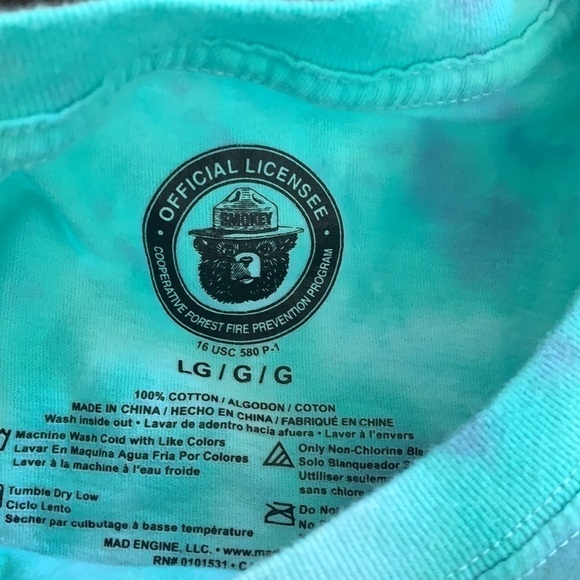 • OFFICIAL LICENSEE •
SMOKEY
COOPERATIVE FOREST FIRE PREVENTION PROGRAM
16 USC 580 P-1
LG / G / G
100% COTTON / ALGODON / COTON
MADE IN CHINA / HECHO EN CHINA / FABRIQUÉ EN CHINE
Wash inside out • Lavar de adentro hacia afuera • Laver à l'envers
Machine Wash Cold with Like Colors
Lavar En Maquina Agua Fria Por Colores
Laver à la machine à l'eau froide
Only Non-Chlorine
Solo Blanqueador
Utiliser
sans chlore
Tumble Dry Low
Ciclo Lento
Sècher par culbutage à basse température
Do Not
No
MAD ENGINE, LLC. •
RN# 0101531 •